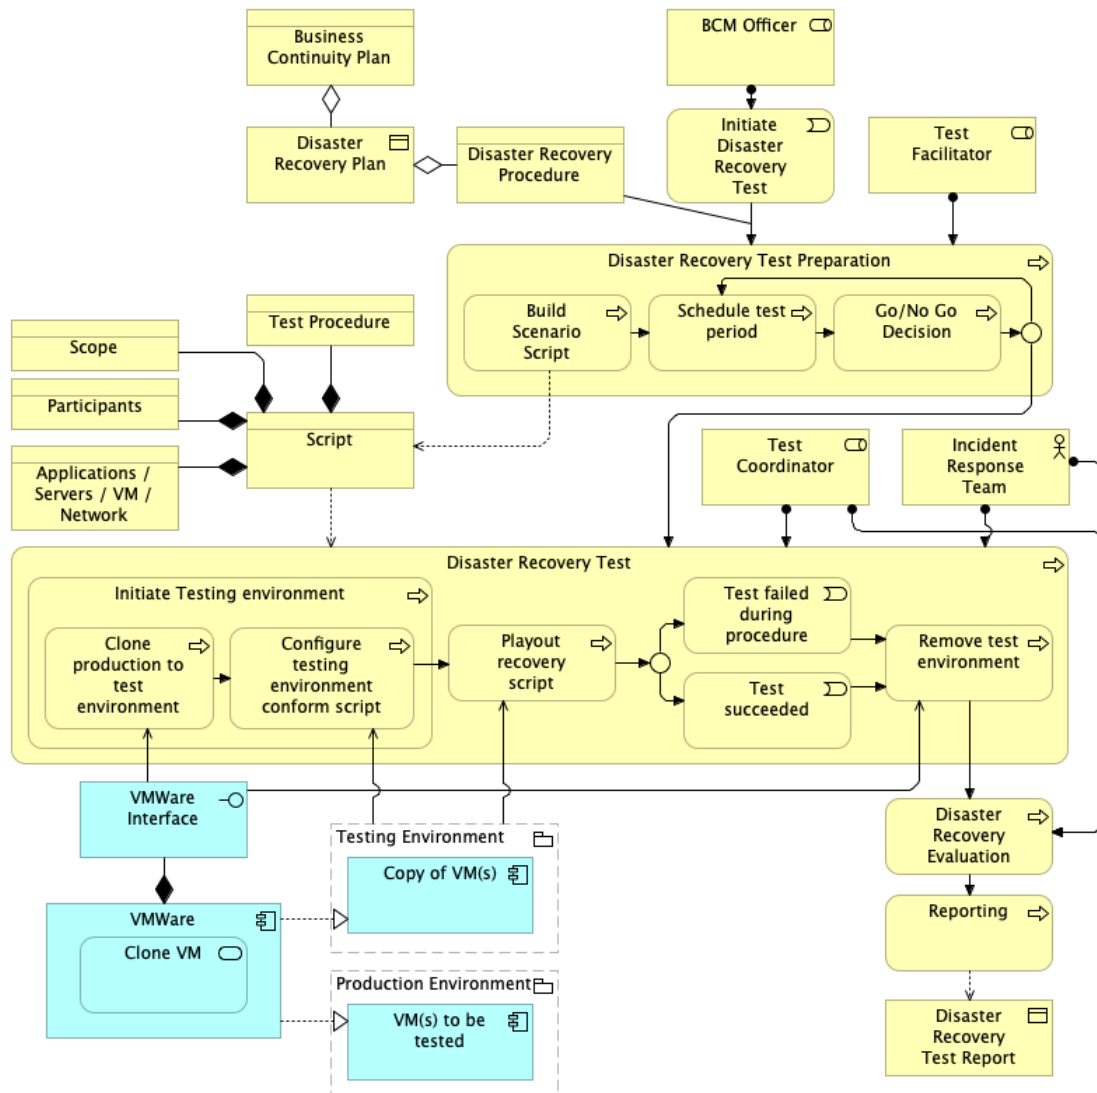 Business
Continuity Plan
BCM Officer
Disaster
Recovery Plan
Disaster Recovery
Procedure
Initiate
Disaster
Recovery
Test
Test
Facilitator
Disaster Recovery Test Preparation
Build
Scenario
Script
Schedule test
period
Go/No Go
Decision
Test Procedure
Scope
Participants
Applications /
Servers / VM /
Network
Script
Test
Coordinator
Incident
Response
Team
Disaster Recovery Test
Initiate Testing environment
Clone
production to
test
environment
Configure
testing
environment
conform script
Playout
recovery
script
Test failed
during
procedure
Test
succeeded
Remove test
environment
VMWare
Interface
Testing Environment
Copy of VM(s)
VMWare
Clone VM
Production Environment
VM(s) to be
tested
Disaster
Recovery
Evaluation
Reporting
Disaster
Recovery
Test Report